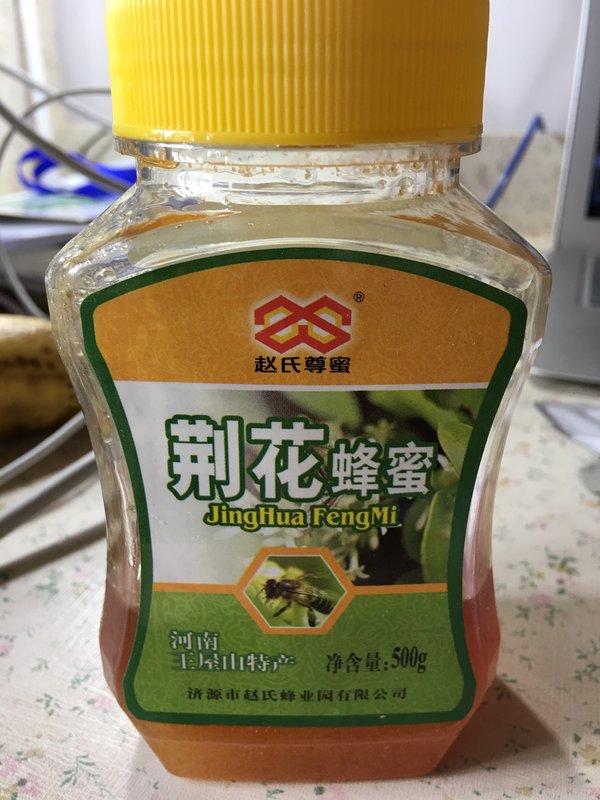 ®
赵氏尊蜜
荆花蜂蜜
JingHua FengMi
河南
王屋山特产
净含量:500g
济源市赵氏蜂业园有限公司